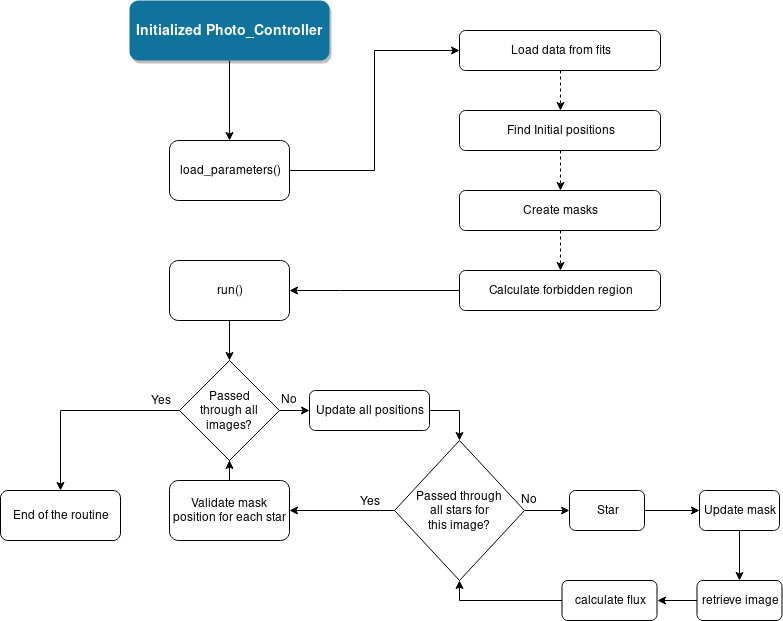 Initialized Photo_Controller
load_parameters()
Load data from fits
Find Initial positions
Create masks
Calculate forbidden region
run()
Passed
through all
images?
Yes
No
Update all positions
End of the routine
Validate mask
position for each star
Yes
Passed through
all stars for
this image?
No
Star
Update mask
retrieve image
calculate flux